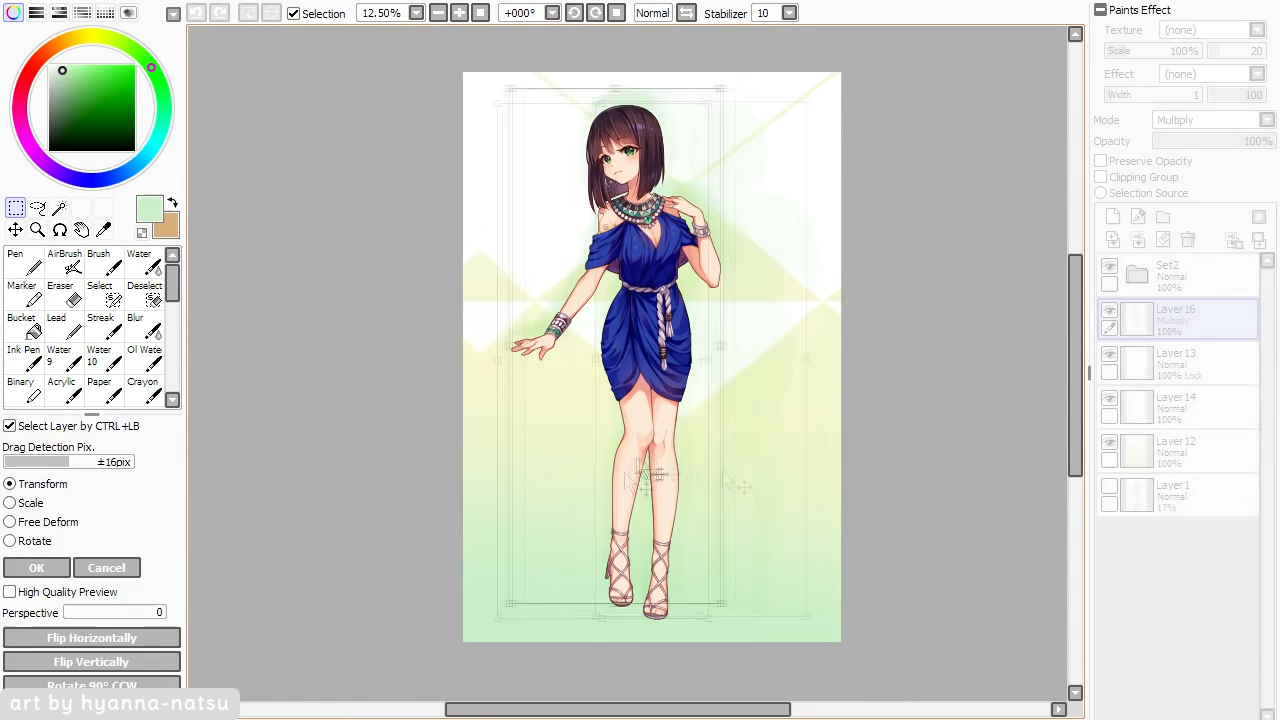 Selection
12.50%
+000°
Normal
Stabilizer
3
Pen
AirBrush
Brush
Water
Marker
Eraser
Select
Deselect
Bucket
Lead
Streak
Blur
Ink Pen
Water 9
Water 10
Oil Water
Binary
Acrylic
Paper
Crayon
Select Layer by CTRL+LB
Drag Detection Pix.
±16pix
Transform
Scale
Free Deform
Rotate
OK
Cancel
High Quality Preview
Perspective
0
Flip Horizontally
Flip Vertically
Rotate 90° CCW
art by hyanna-natsu
Paints Effect
Texture
(none)
Scale
100%
20
Effect
(none)
Width
1
100
Mode
Multiply
Opacity
100%
Preserve Opacity
Clipping Group
Selection Source
Set2
Normal
100%
Layer16
Multiply
100%
Layer13
Normal
100% Lock
Layer14
Normal
100%
Layer12
Normal
100%
Layer1
Normal
17%